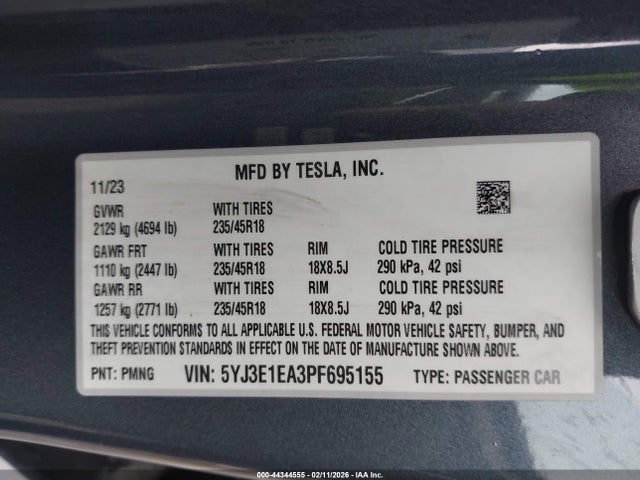 MFD BY TESLA, INC.
11/23
GVWR WITH TIRES
2129 kg (4694 lb) 235/45R18
GAWR FRT WITH TIRES RIM COLD TIRE PRESSURE
1110 kg (2447 lb) 235/45R18 18X8.5J 290 kPa, 42 psi
GAWR RR WITH TIRES RIM COLD TIRE PRESSURE
1257 kg (2771 lb) 235/45R18 18X8.5J 290 kPa, 42 psi
THIS VEHICLE CONFORMS TO ALL APPLICABLE U.S. FEDERAL MOTOR VEHICLE SAFETY, BUMPER, AND
THEFT PREVENTION STANDARDS IN EFFECT ON THE DATE OF MANUFACTURE SHOWN ABOVE.
PNT: PMNG VIN: 5YJ3E1EA3PF695155 TYPE: PASSENGER CAR
000-44344555 - 02/11/2026 - IAA Inc.